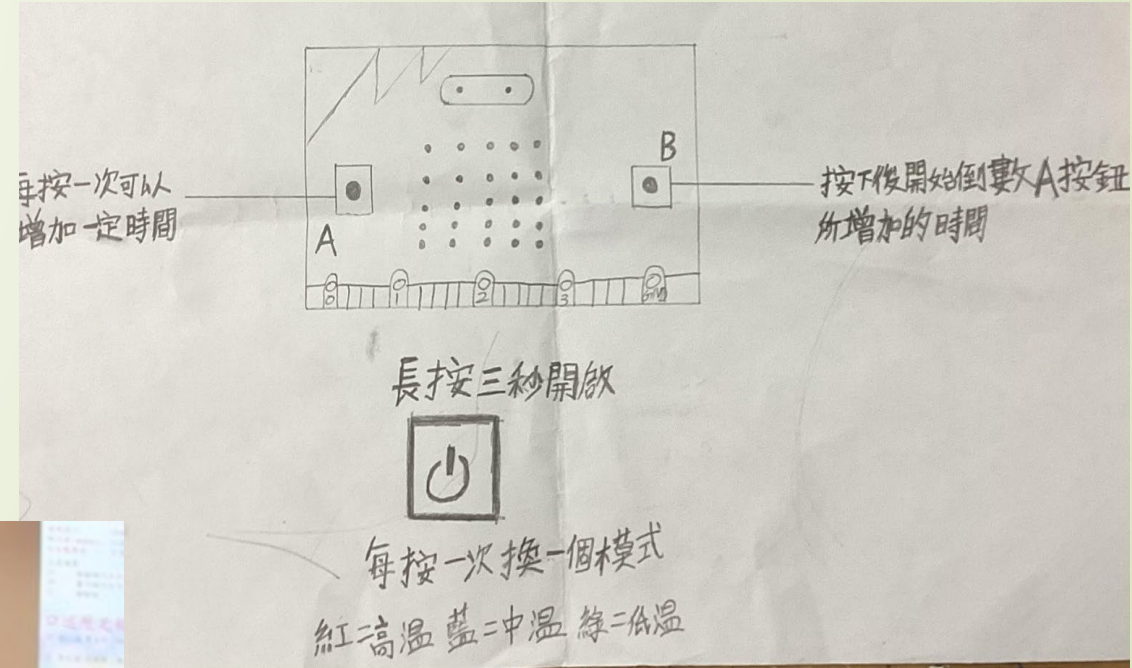 每按一次可以
增加一定時間
A
B
按下後開始倒數A按鈕
所增加的時間
0 1 2 3 GND
長按三秒開啟
每按一次換一個模式
紅=高溫 藍=中溫 綠=低溫